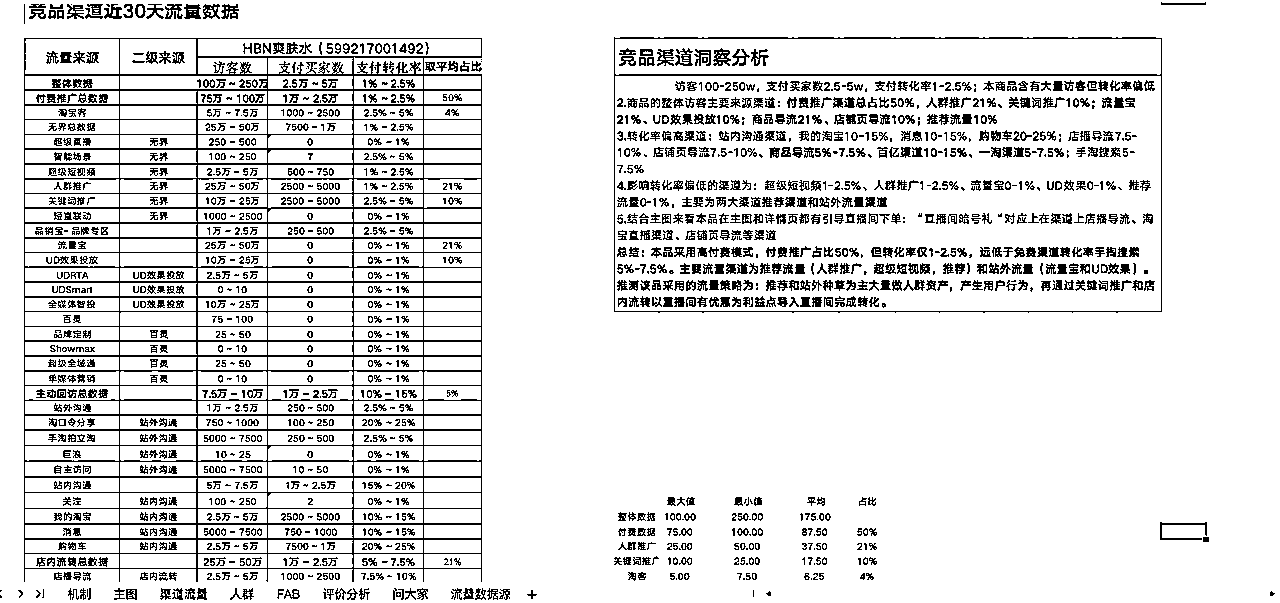 竞品渠道近30天流量数据
流量来源 二级来源 HBN爽肤水（599217001492）
访客数 支付买家数 支付转化率 取平均占比
整体数据 100万 ~ 250万 2.5万 ~ 5万 1% ~ 2.5%
付费推广总数据 75万 ~ 100万 1万 ~ 2.5万 1% ~ 2.5% 50%
淘宝客 5万 ~ 7.5万 1000 ~ 2500 2.5% ~ 5% 4%
无界总数据 25万 ~ 50万 7500 ~ 1万 1% ~ 2.5%
超级直播 无界 250 ~ 500 0 0% ~ 1%
智能场景 无界 100 ~ 250 7 2.5% ~ 5%
超级短视频 无界 2.5万 ~ 5万 500 ~ 750 1% ~ 2.5%
人群推广 无界 25万 ~ 50万 2500 ~ 5000 1% ~ 2.5% 21%
关键词推广 无界 10万 ~ 25万 2500 ~ 5000 2.5% ~ 5% 10%
短直联动 无界 1000 ~ 2500 0 0% ~ 1%
品销宝-品牌专区 1万 ~ 2.5万 250 ~ 500 2.5% ~ 5%
流量宝 25万 ~ 50万 0 0% ~ 1% 21%
UD效果投放 10万 ~ 25万 0 0% ~ 1% 10%
UDRTA UD效果投放 2.5万 ~ 5万 0 0% ~ 1%
UDSmart UD效果投放 0 ~ 10 0 0% ~ 1%
全媒体智投 UD效果投放 10万 ~ 25万 0 0% ~ 1%
百灵 75 ~ 100 0 0% ~ 1%
品牌定制 百灵 25 ~ 50 0 0% ~ 1%
Showmax 百灵 0 ~ 10 0 0% ~ 1%
超级全域通 百灵 25 ~ 50 0 0% ~ 1%
单媒体营销 百灵 0 ~ 10 0 0% ~ 1%
主动回访总数据 7.5万 ~ 10万 1万 ~ 2.5万 10% ~ 15% 5%
站外沟通 1万 ~ 2.5万 250 ~ 500 2.5% ~ 5%
淘口令分享 站外沟通 750 ~ 1000 100 ~ 250 20% ~ 25%
手淘拍立淘 站外沟通 5000 ~ 7500 250 ~ 500 2.5% ~ 5%
巨浪 站外沟通 10 ~ 25 0 0% ~ 1%
自主访问 站外沟通 5000 ~ 7500 10 ~ 50 0% ~ 1%
站内沟通 5万 ~ 7.5万 1万 ~ 2.5万 15% ~ 20%
关注 站内沟通 100 ~ 250 2 0% ~ 1%
我的淘宝 站内沟通 2.5万 ~ 5万 2500 ~ 5000 10% ~ 15%
消息 站内沟通 5000 ~ 7500 750 ~ 1000 10% ~ 15%
购物车 站内沟通 2.5万 ~ 5万 7500 ~ 1万 20% ~ 25%
店内流转总数据 25万 ~ 50万 1万 ~ 2.5万 5% ~ 7.5% 21%
店播导流 店内流转 2.5万 ~ 5万 1000 ~ 2500 7.5% ~ 10%
竞品渠道洞察分析
访客100-250w，支付买家数2.5-5w，支付转化率1-2.5%；本商品含有大量访客但转化率偏低
2.商品的整体访客主要来源渠道：付费推广渠道总占比50%，人群推广21%、关键词推广10%；流量宝
21%、UD效果投放10%；商品导流21%、店铺页导流10%；推荐流量10%
3.转化率偏高渠道：站内沟通渠道，我的淘宝10-15%，消息10-15%，购物车20-25%；店播导流7.5-
10%、店铺页导流7.5-10%、商品导流5%-7.5%、百亿渠道10-15%、一淘渠道5-7.5%；手淘搜索5-
7.5%
4.影响转化率偏低的渠道为：超级短视频1-2.5%、人群推广1-2.5%、流量宝0-1%、UD效果0-1%、推荐
流量0-1%，主要为两大渠道推荐渠道和站外流量渠道
5.结合主图来看本品在主图和详情页都有引导直播间下单：“直播间暗号礼“对应上在渠道上店播导流、淘
宝直播渠道、店铺页导流等渠道
总结：本品采用高付费模式，付费推广占比50%，但转化率仅1-2.5%，远低于免费渠道转化率手淘搜索
5%-7.5%。主要流量渠道为推荐流量（人群推广，超级短视频，推荐）和站外流量（流量宝和UD效果）。
推测该品采用的流量策略为：推荐和站外种草为主大量做人群资产，产生用户行为，再通过关键词推广和店
内流转以直播间有优惠为利益点导入直播间完成转化。
最大值 最小值 平均 占比
整体数据 100.00 250.00 175.00
付费数据 75.00 100.00 87.50 50%
人群推广 25.00 50.00 37.50 21%
关键词推广 10.00 25.00 17.50 10%
淘客 5.00 7.50 6.25 4%
机制 主图 渠道流量 人群 FAB 评价分析 问大家 流量数据源 +